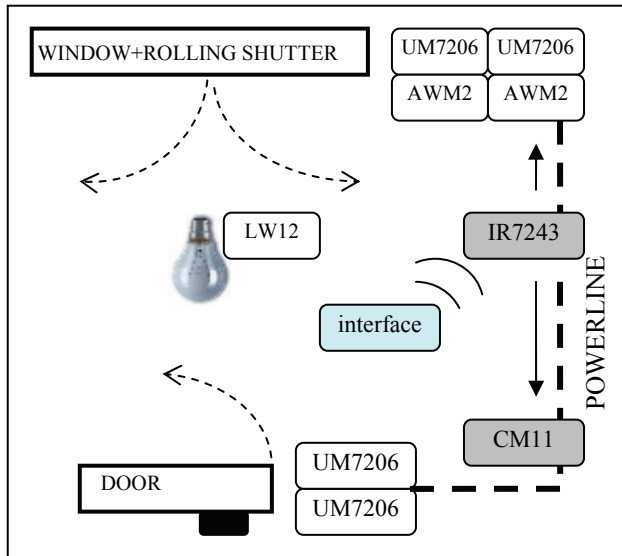 WINDOW+ROLLING SHUTTER
UM7206 UM7206
AWM2 AWM2
LW12
IR7243
interface
POWERLINE
CM11
DOOR
UM7206
UM7206